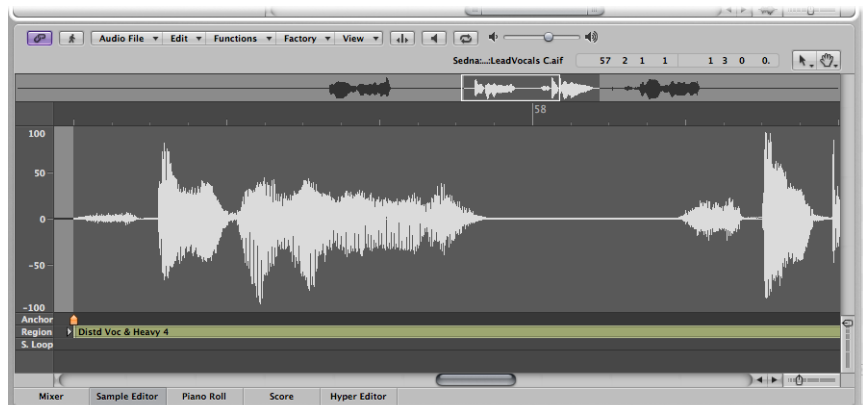 Audio File Edit Functions Factory View
Sedna:...:LeadVocals C.aif 57 2 1 1 1 3 0 0.
58
100
50
0
-50
-100
Anchor
Region Distd Voc & Heavy 4
S. Loop
Mixer Sample Editor Piano Roll Score Hyper Editor